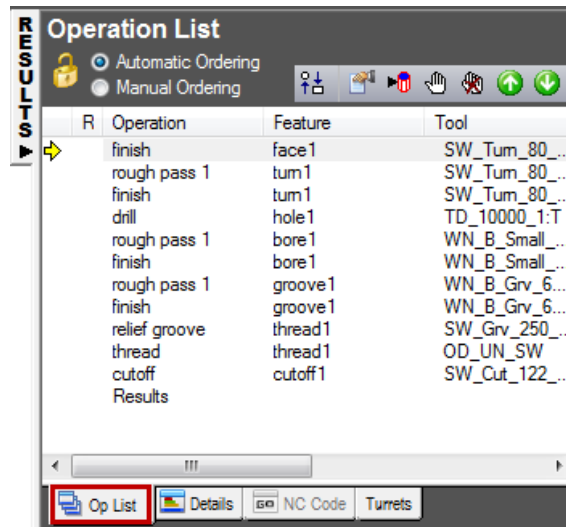 RESULTS
Operation List
Automatic Ordering
Manual Ordering
R Operation Feature Tool
finish face1 SW_Turn_80_...
rough pass 1 turn1 SW_Turn_80_...
finish turn1 SW_Turn_80_...
drill hole1 TD_10000_1:T
rough pass 1 bore1 WN_B_Small_...
finish bore1 WN_B_Small_...
rough pass 1 groove1 WN_B_Grv_6...
finish groove1 WN_B_Grv_6...
relief groove thread1 SW_Grv_250_...
thread thread1 OD_UN_SW
cutoff cutoff1 SW_Cut_122_...
Results
Op List Details GO NC Code Turrets